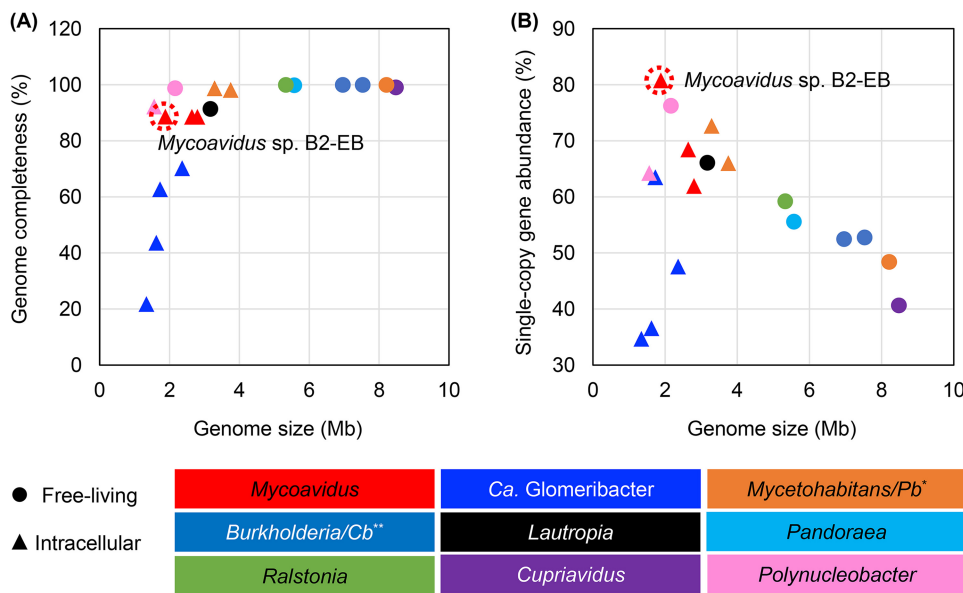 (A)
Genome completeness (%)
120
100
80
60
40
20
0
Mycoavidus sp. B2-EB
0 2 4 6 8 10
Genome size (Mb)
(B)
Single-copy gene abundance (%)
90
80
70
60
50
40
30
Mycoavidus sp. B2-EB
0 2 4 6 8 10
Genome size (Mb)
Free-living
Intracellular
Mycoavidus Ca. Glomeribacter Mycetohabitans/Pb*
Burkholderia/Cb** Lautropia Pandoraea
Ralstonia Cupriavidus Polynucleobacter